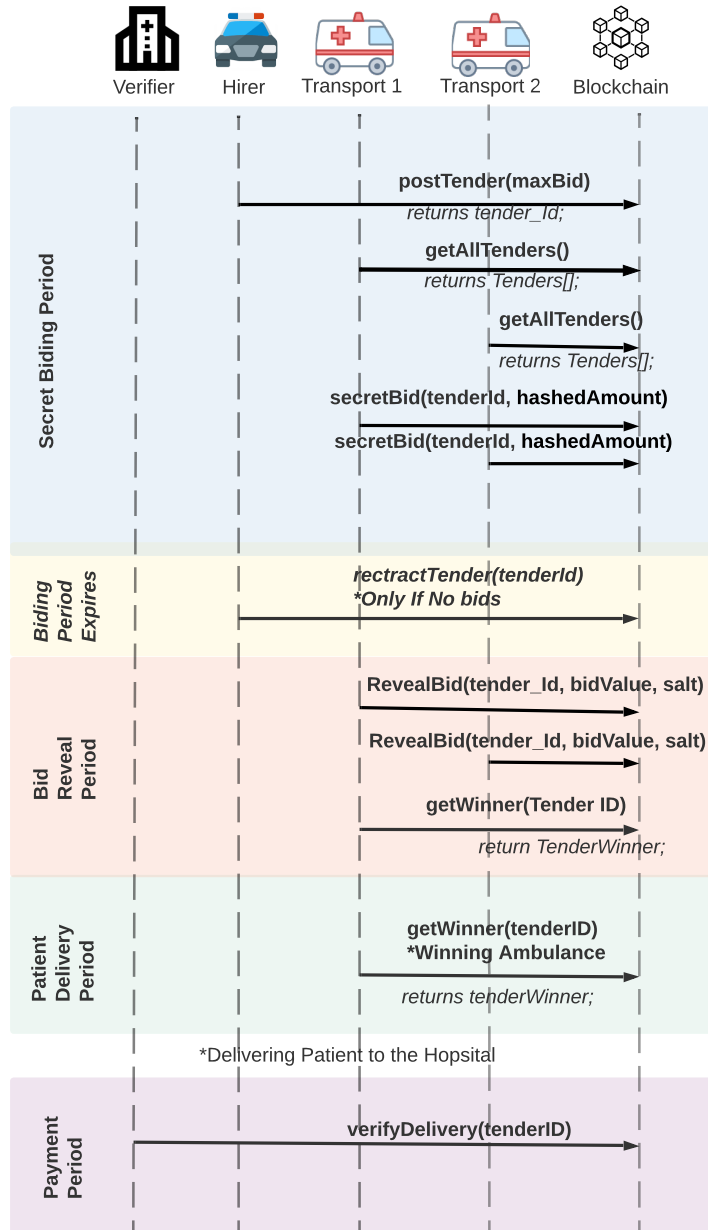 Verifier
Hirer
Transport 1
Transport 2
Blockchain
Secret Biding Period
postTender(maxBid)
returns tender_Id;
getAllTenders()
returns Tenders[];
getAllTenders()
returns Tenders[];
secretBid(tenderId, hashedAmount)
secretBid(tenderId, hashedAmount)
Biding
Period
Expires
rectractTender(tenderId)
*Only If No bids
Bid
Reveal
Period
RevealBid(tender_Id, bidValue, salt)
RevealBid(tender_Id, bidValue, salt)
getWinner(Tender ID)
return TenderWinner;
Patient
Delivery
Period
getWinner(tenderID)
*Winning Ambulance
returns tenderWinner;
*Delivering Patient to the Hopsital
Payment
Period
verifyDelivery(tenderID)